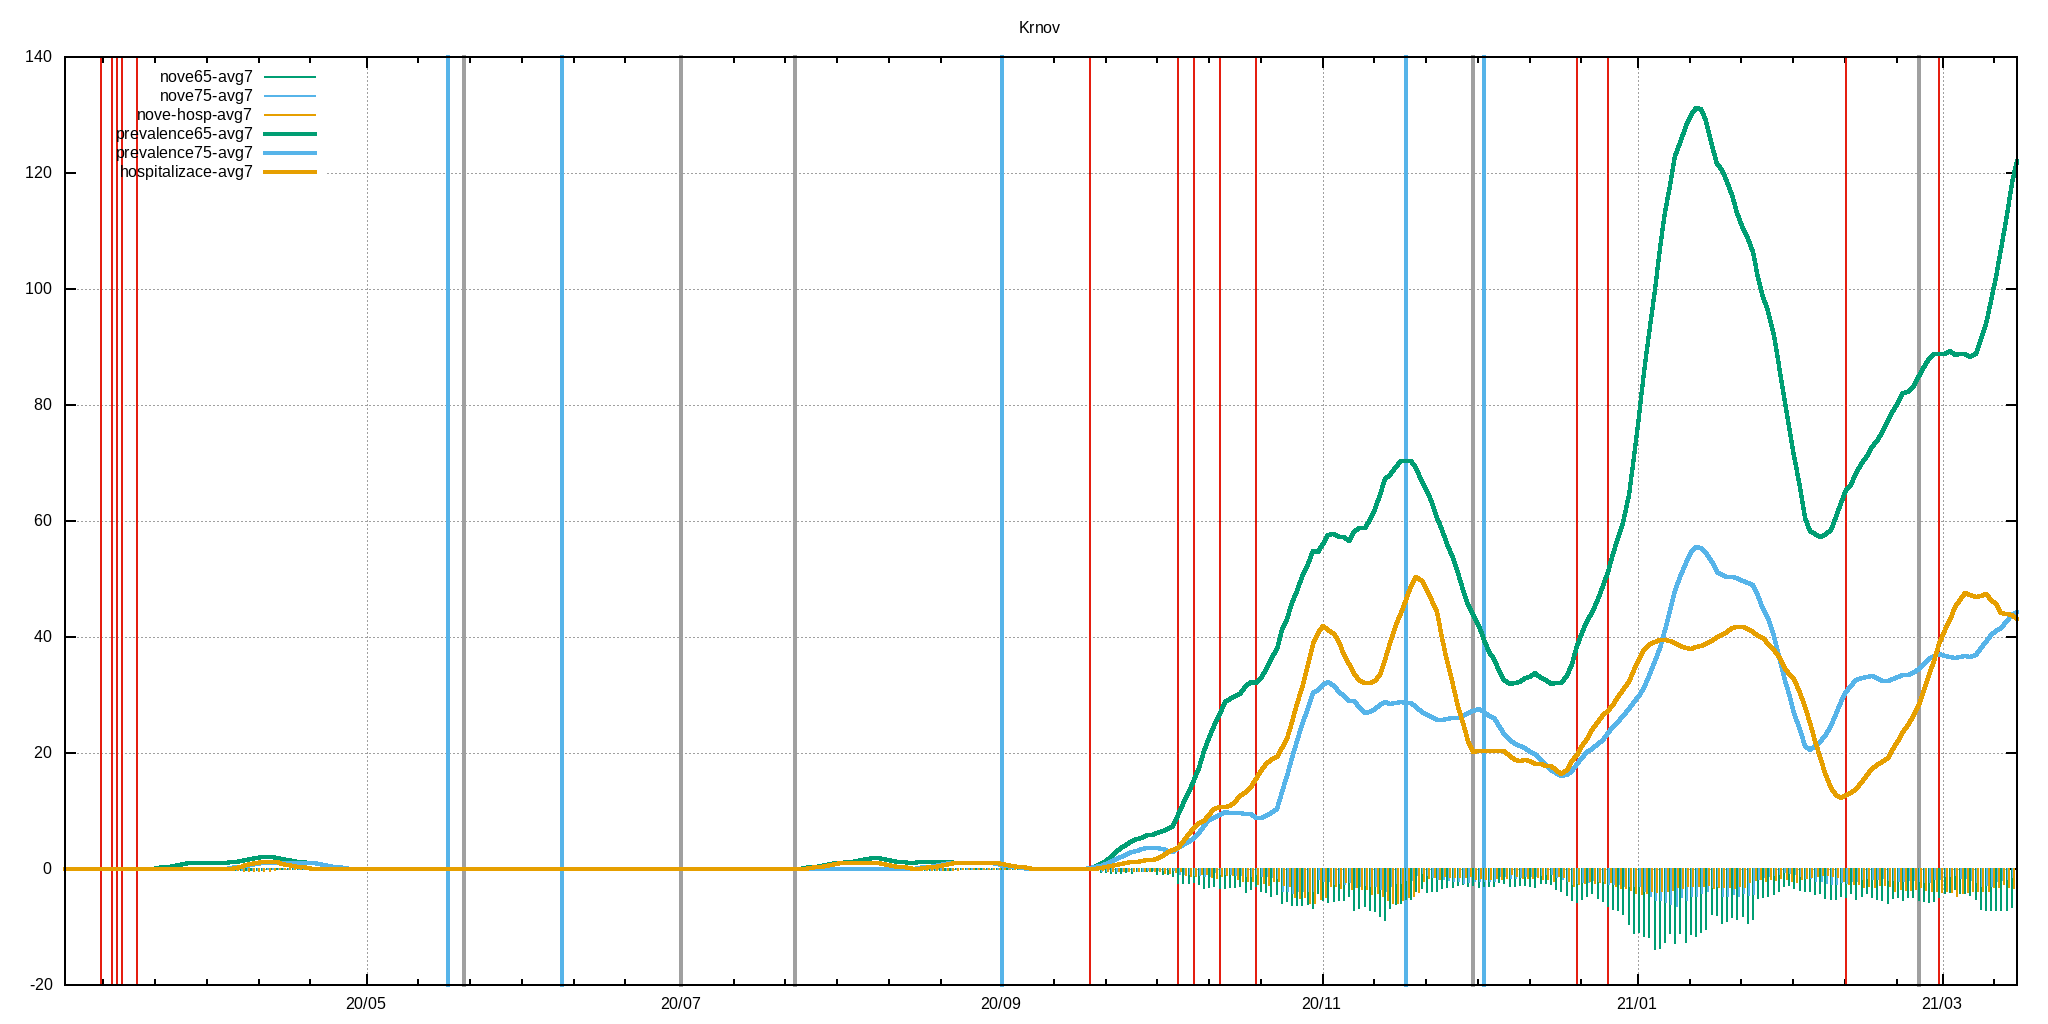 Krnov
140
120
100
80
60
40
20
0
-20
nove65-avg7
nove75-avg7
nove-hosp-avg7
prevalence65-avg7
prevalence75-avg7
hospitalizace-avg7
20/05 20/07 20/09 20/11 21/01 21/03